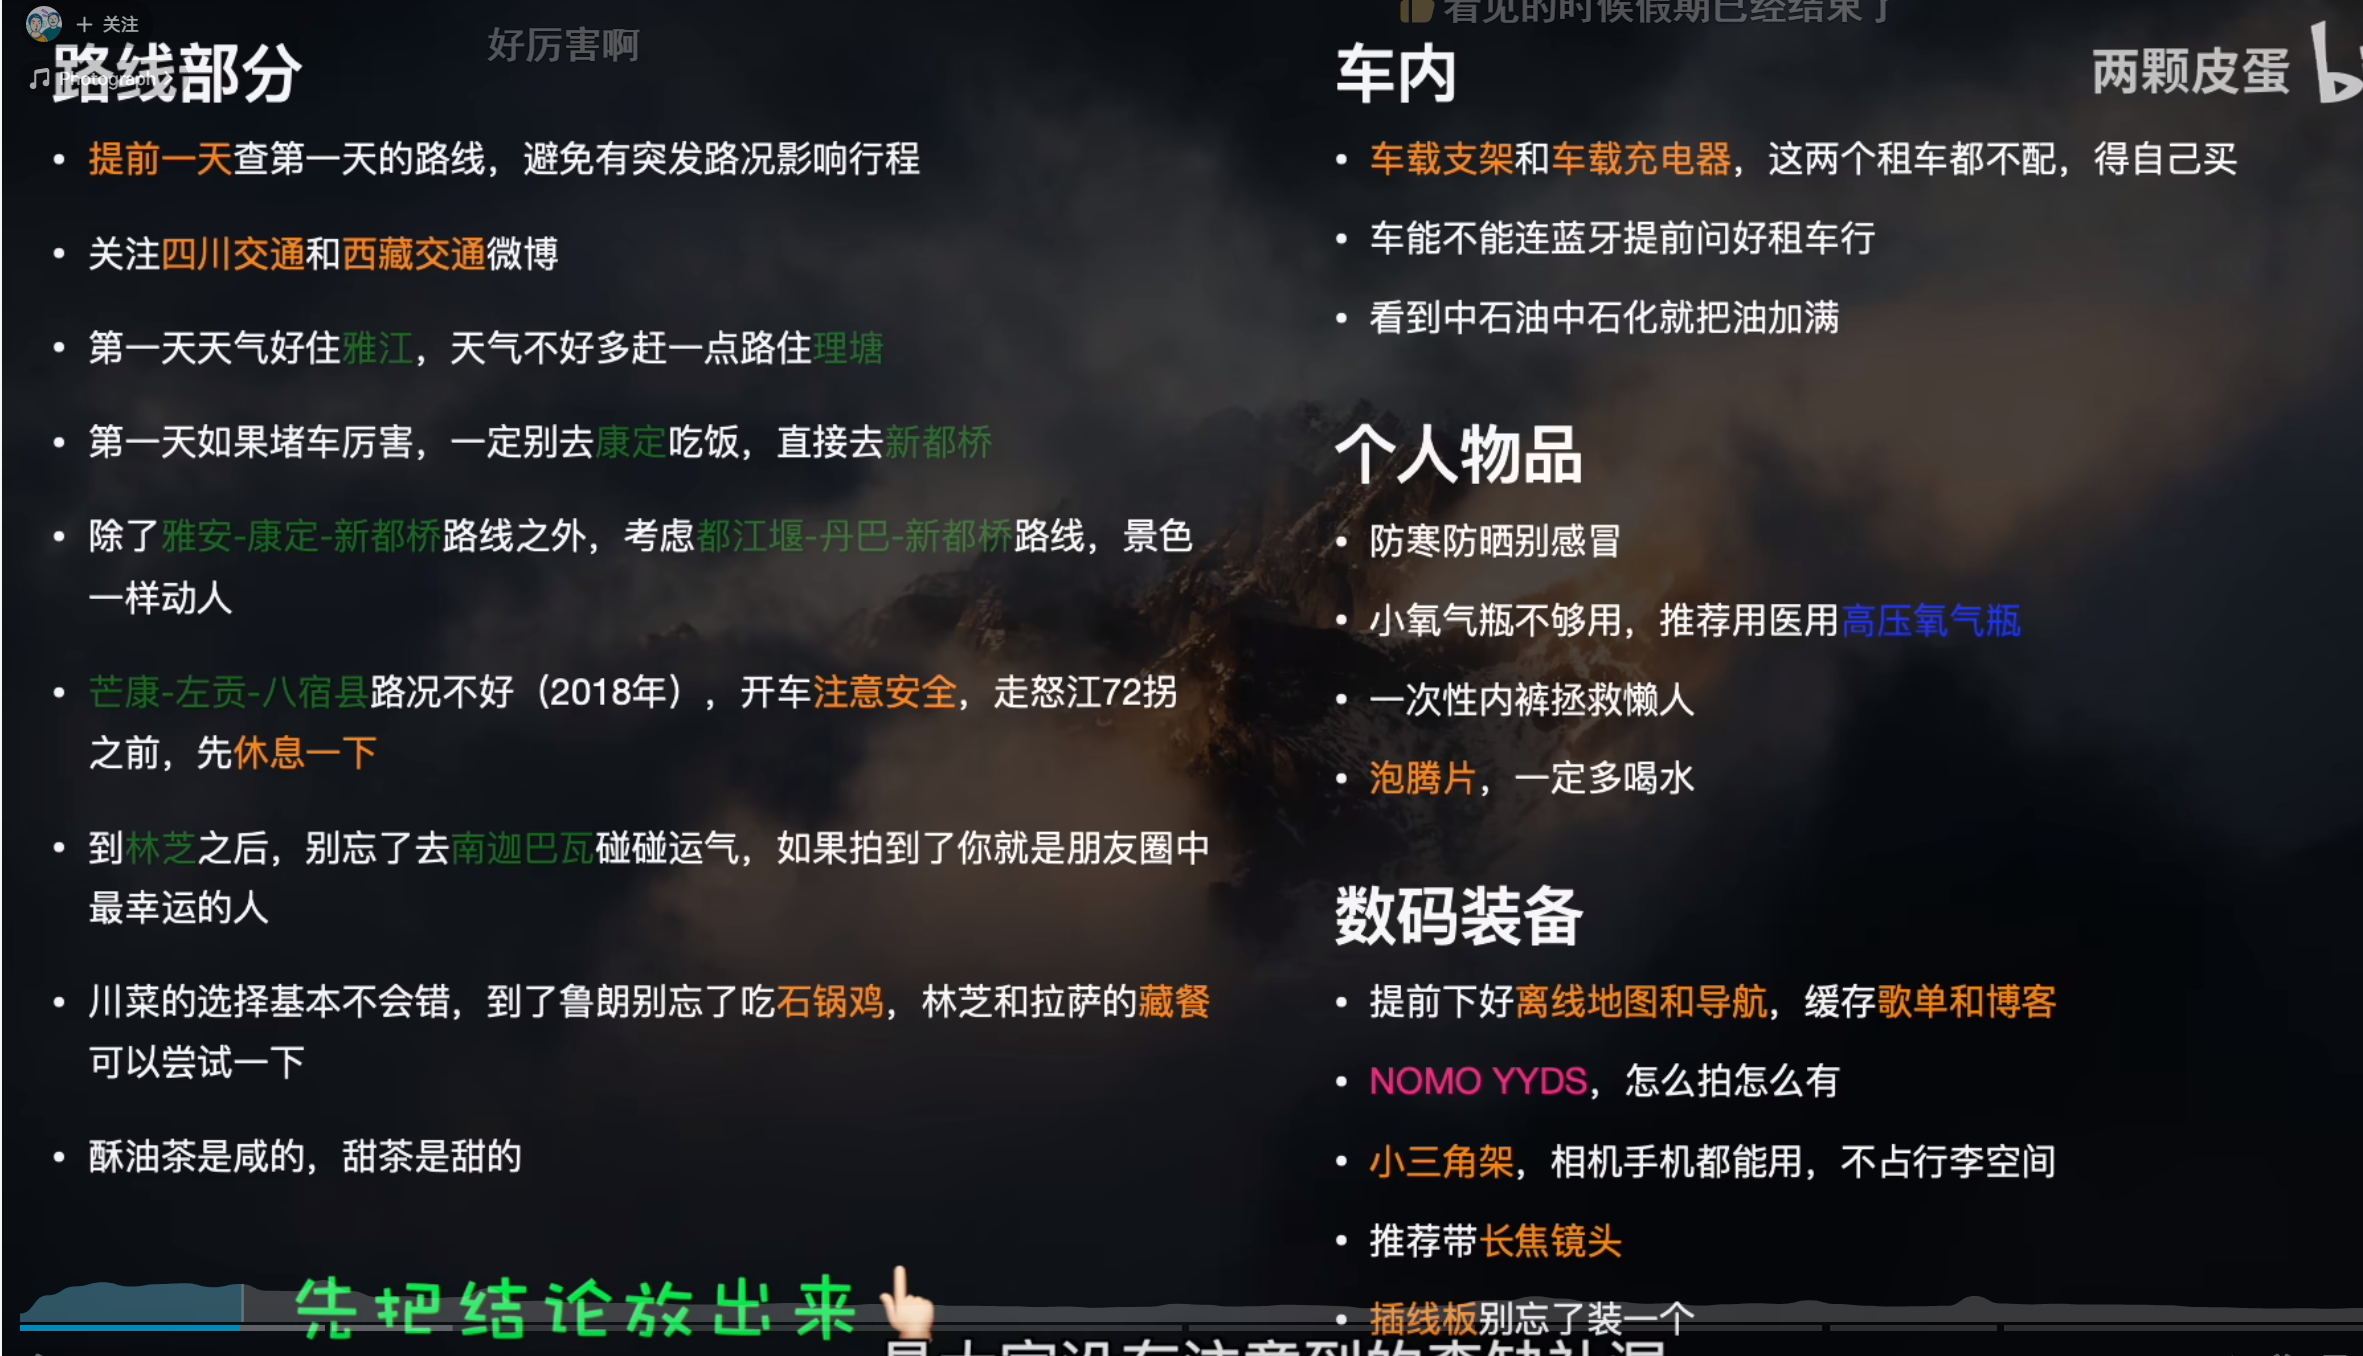 + 关注
好厉害啊
看见的时候假期已经结束了
两颗皮蛋
Photograph
路线部分
• 提前一天查第一天的路线，避免有突发路况影响行程
• 关注四川交通和西藏交通微博
• 第一天天气好住雅江，天气不好多赶一点路住理塘
• 第一天如果堵车厉害，一定别去康定吃饭，直接去新都桥
• 除了雅安-康定-新都桥路线之外，考虑都江堰-丹巴-新都桥路线，景色
一样动人
• 芒康-左贡-八宿县路况不好（2018年），开车注意安全，走怒江72拐
之前，先休息一下
• 到林芝之后，别忘了去南迦巴瓦碰碰运气，如果拍到了你就是朋友圈中
最幸运的人
• 川菜的选择基本不会错，到了鲁朗别忘了吃石锅鸡，林芝和拉萨的藏餐
可以尝试一下
• 酥油茶是咸的，甜茶是甜的
车内
• 车载支架和车载充电器，这两个租车都不配，得自己买
• 车能不能连蓝牙提前问好租车行
• 看到中石油中石化就把油加满
个人物品
• 防寒防晒别感冒
• 小氧气瓶不够用，推荐用医用高压氧气瓶
• 一次性内裤拯救懒人
• 泡腾片，一定多喝水
数码装备
• 提前下好离线地图和导航，缓存歌单和博客
• NOMO YYDS，怎么拍怎么有
• 小三角架，相机手机都能用，不占行李空间
• 推荐带长焦镜头
• 插线板别忘了装一个
先把结论放出来